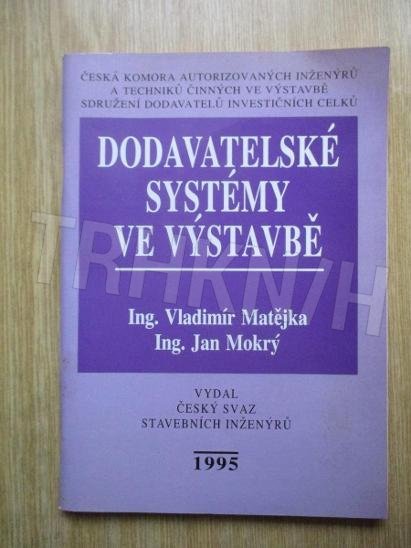 ČESKÁ KOMORA AUTORIZOVANÝCH INŽENÝRŮ
A TECHNIKŮ ČINNÝCH VE VÝSTAVBĚ
SDRUŽENÍ DODAVATELŮ INVESTIČNÍCH CELKŮ
DODAVATELSKÉ
SYSTÉMY
VE VÝSTAVBĚ
TRHKNIH
Ing. Vladimír Matějka
Ing. Jan Mokrý
VYDAL
ČESKÝ SVAZ
STAVEBNÍCH INŽENÝRŮ
1995